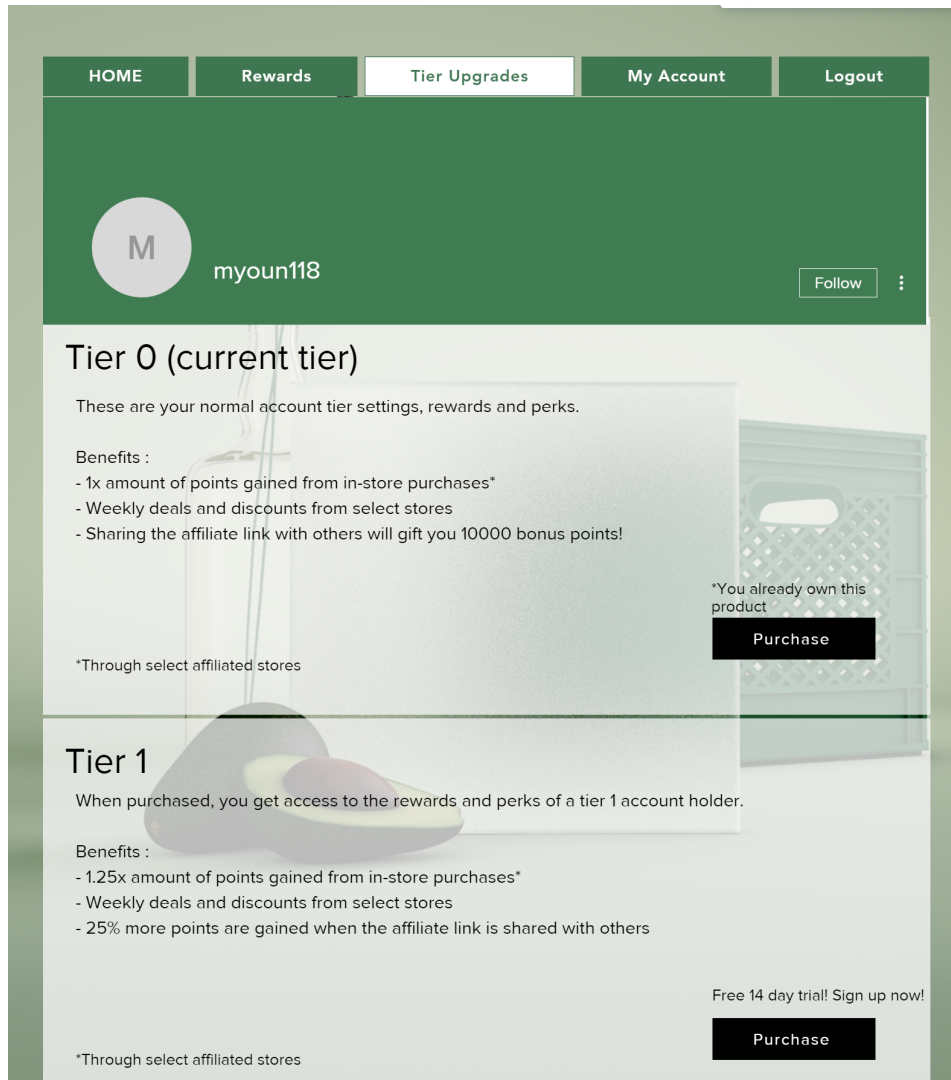 HOME Rewards Tier Upgrades My Account Logout
M
myoun118
Follow
Tier 0 (current tier)
These are your normal account tier settings, rewards and perks.
Benefits :
- 1x amount of points gained from in-store purchases*
- Weekly deals and discounts from select stores
- Sharing the affiliate link with others will gift you 10000 bonus points!
*You already own this
product
Purchase
*Through select affiliated stores
Tier 1
When purchased, you get access to the rewards and perks of a tier 1 account holder.
Benefits :
- 1.25x amount of points gained from in-store purchases*
- Weekly deals and discounts from select stores
- 25% more points are gained when the affiliate link is shared with others
Free 14 day trial! Sign up now!
Purchase
*Through select affiliated stores